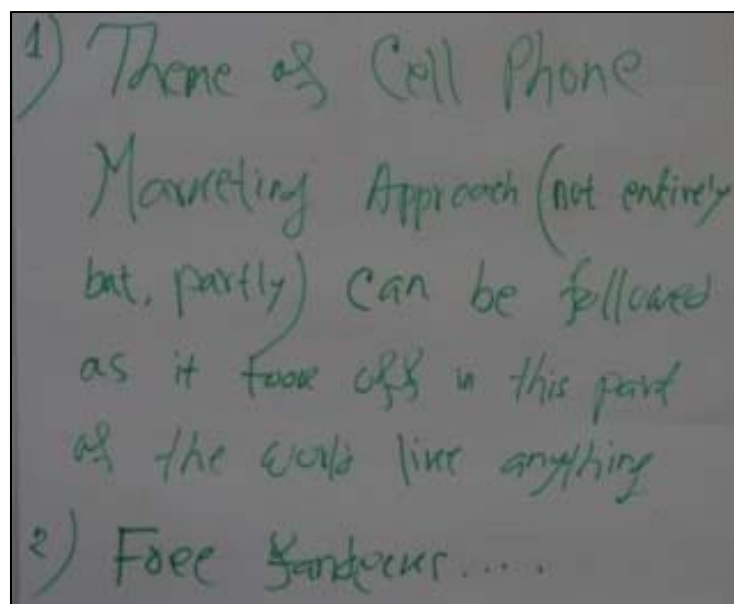 1) Theme of Cell Phone
Marketing Approach (not entirely
but, partly) can be followed
as it took off in this part
of the world like anything
2) Free